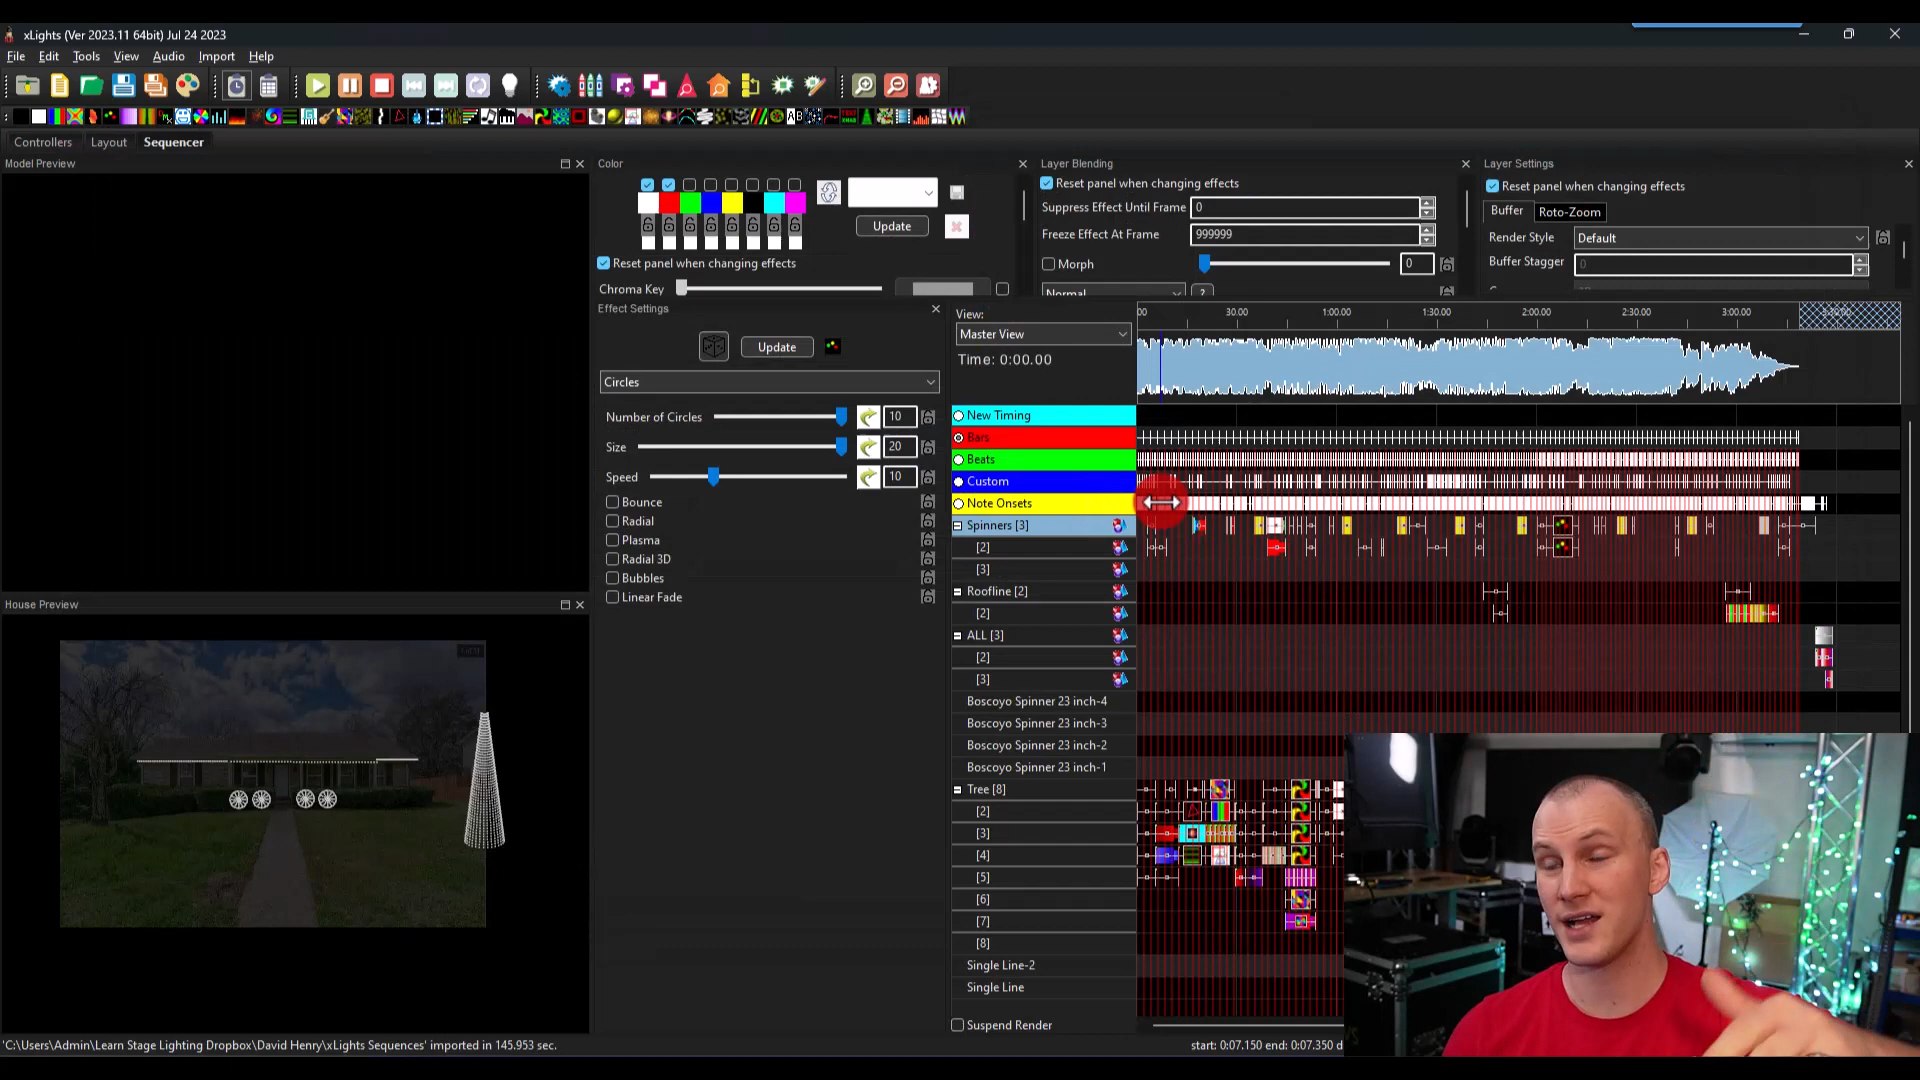 xLights (Ver 2023.11 64bit) Jul 24 2023
File Edit Tools View Audio Import Help
Controllers Layout Sequencer
Model Preview
Color
Update
Reset panel when changing effects
Chroma Key
Layer Blending
Reset panel when changing effects
Suppress Effect Until Frame 0
Freeze Effect At Frame 999999
Morph 0
Normal ?
Layer Settings
Reset panel when changing effects
Buffer Roto-Zoom
Render Style Default
Buffer Stagger 0
Effect Settings
Update
Circles
Number of Circles 10
Size 20
Speed 10
Bounce
Radial
Plasma
Radial 3D
Bubbles
Linear Fade
House Preview
View:
Master View
Time: 0:00.00
30.00 1:00.00 1:30.00 2:00.00 2:30.00 3:00.00
New Timing
Bars
Beats
Custom
Note Onsets
Spinners [3]
[2]
[3]
Roofline [2]
[2]
ALL [3]
[2]
[3]
Boscoyo Spinner 23 inch-4
Boscoyo Spinner 23 inch-3
Boscoyo Spinner 23 inch-2
Boscoyo Spinner 23 inch-1
Tree [8]
[2]
[3]
[4]
[5]
[6]
[7]
[8]
Single Line-2
Single Line
Suspend Render
'C:\Users\Admin\Learn Stage Lighting Dropbox\David Henry\xLights Sequences' imported in 145.953 sec.
start: 0:07.150 end: 0:07.350 d